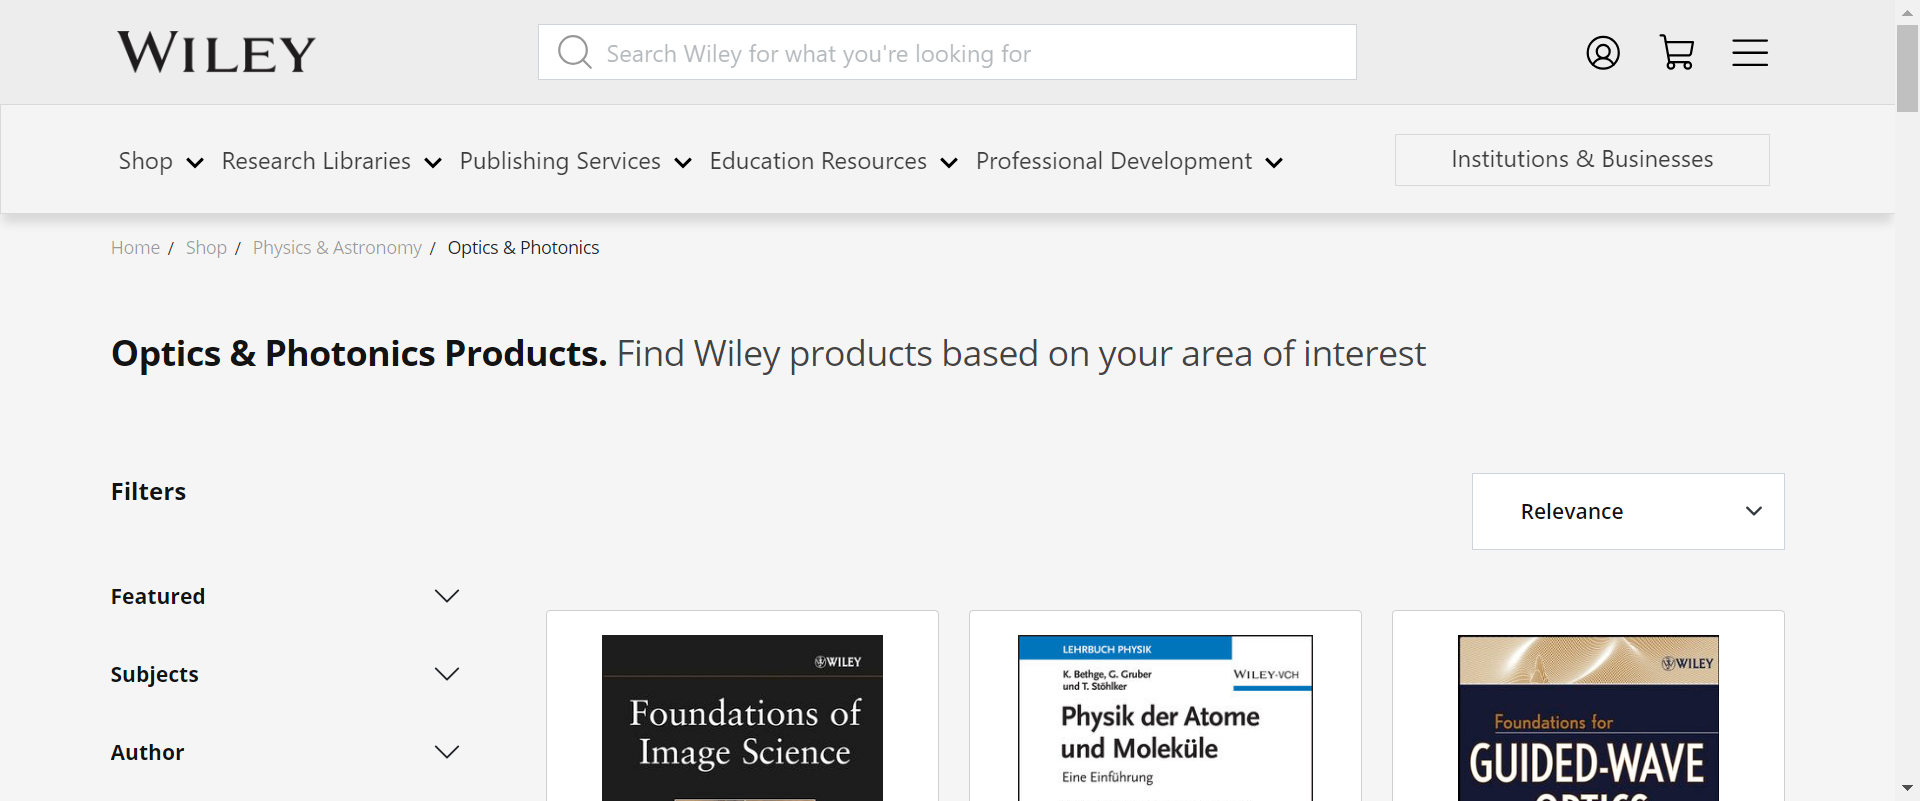 WILEY
Search Wiley for what you're looking for
Shop Research Libraries Publishing Services Education Resources Professional Development Institutions & Businesses
Home / Shop / Physics & Astronomy / Optics & Photonics
Optics & Photonics Products. Find Wiley products based on your area of interest
Filters
Relevance
Featured
Subjects
Author
WILEY
Foundations of
Image Science
LEHRBUCH PHYSIK
K. Bethge, G. Gruber
und T. Stöhlker
WILEY-VCH
Physik der Atome
und Moleküle
Eine Einführung
WILEY
Foundations for
GUIDED-WAVE
OPTICS